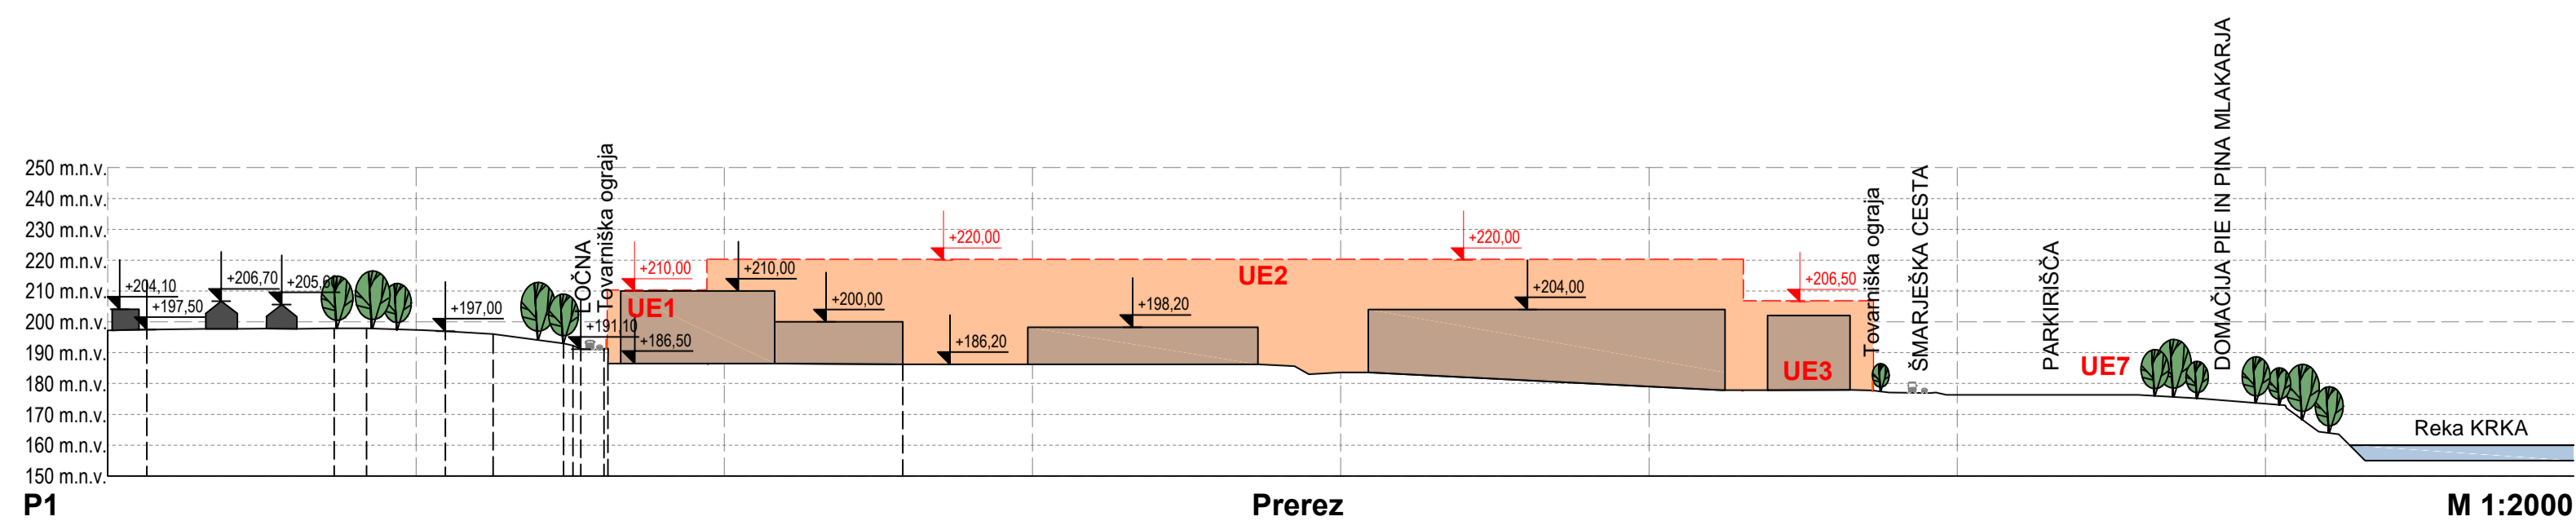 DOMAČIJA PIE IN PINA MLAKARJA
250 m.n.v.
240 m.n.v.
230 m.n.v.
220 m.n.v.
210 m.n.v.
200 m.n.v.
190 m.n.v.
180 m.n.v.
170 m.n.v.
160 m.n.v.
150 m.n.v.
+204,10
+197,50
+206,70
+205,60
+197,00
LOČNA
Tovarniška ograja
+191,10
+186,50
+210,00
UE1
+210,00
+200,00
+220,00
+186,20
+198,20
UE2
+220,00
+204,00
+206,50
UE3
Tovarniška ograja
ŠMARJEŠKA CESTA
PARKIRIŠČA
UE7
Reka KRKA
P1
Prerez
M 1:2000